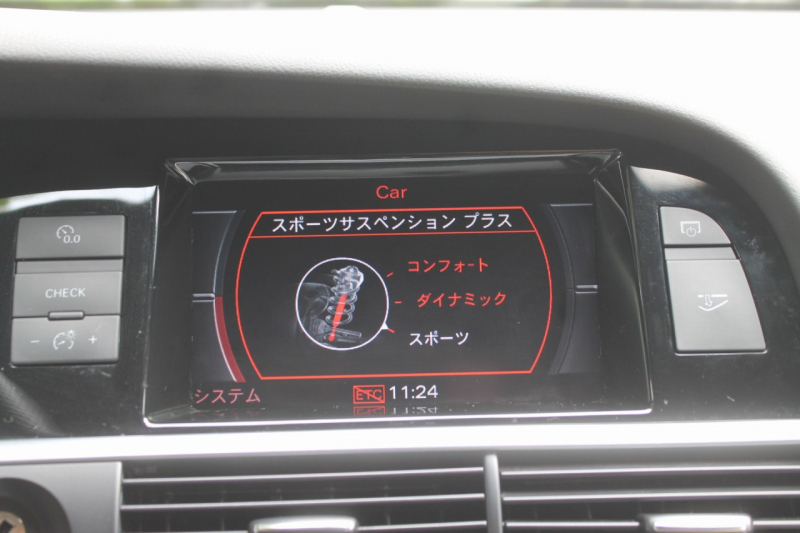 Car
スポーツサスペンション プラス
コンフォート
ダイナミック
スポーツ
システム
ETC 11:24
0.0
CHECK
- +